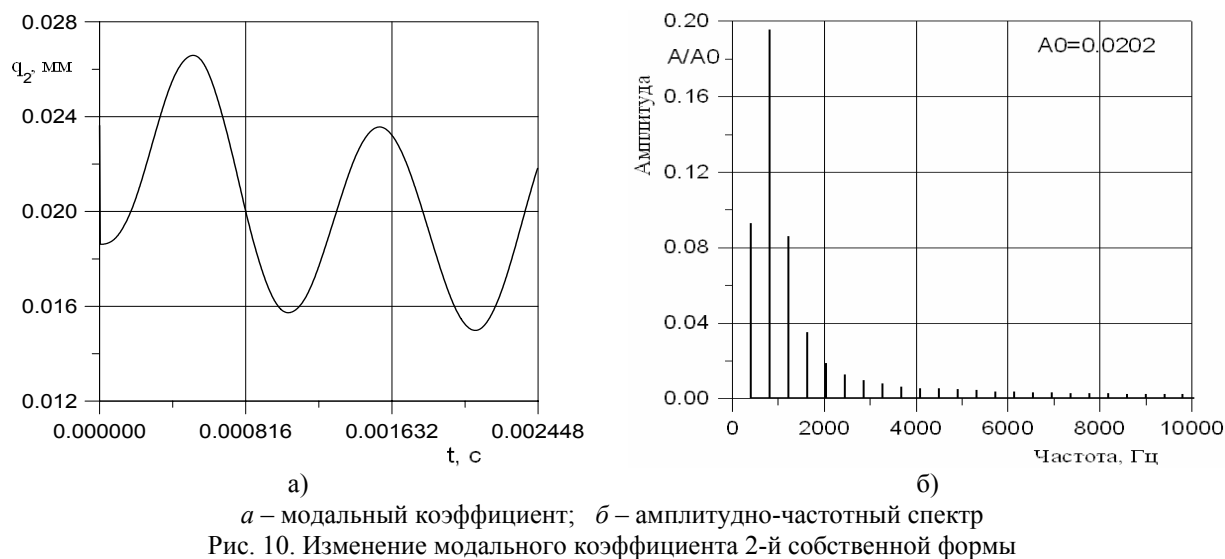 0.028
q2, мм
0.024
0.020
0.016
0.012
0.000000 0.000816 0.001632 0.002448
t, с
а)
0.20
A/A0
A0=0.0202
0.16
Амплитуда
0.12
0.08
0.04
0.00
0 2000 4000 6000 8000 10000
Частота, Гц
б)
а – модальный коэффициент; б – амплитудно-частотный спектр
Рис. 10. Изменение модального коэффициента 2-й собственной формы